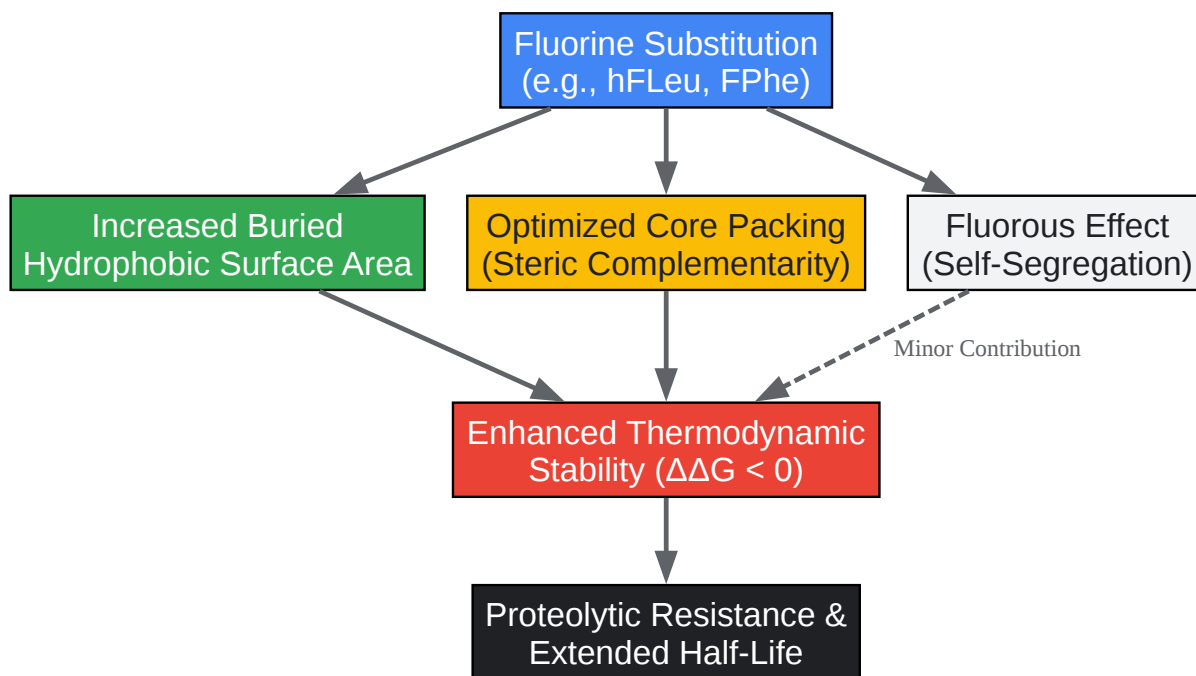 Fluorine Substitution
(e.g., hFLeu, FPhe)
Increased Buried
Hydrophobic Surface Area
Optimized Core Packing
(Steric Complementarity)
Fluorous Effect
(Self-Segregation)
Minor Contribution
Enhanced Thermodynamic
Stability (ΔΔG < 0)
Proteolytic Resistance &
Extended Half-Life